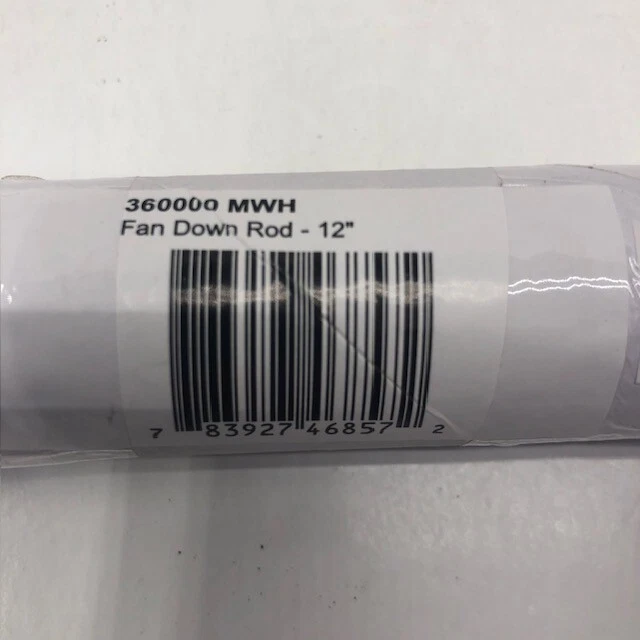 360000 MWH
Fan Down Rod - 12"
7 83927 46857 2